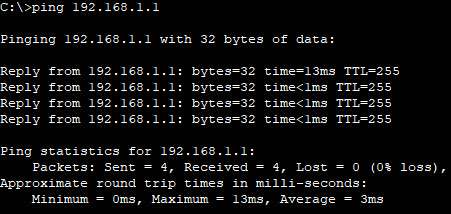 C:\>ping 192.168.1.1
Pinging 192.168.1.1 with 32 bytes of data:
Reply from 192.168.1.1: bytes=32 time=13ms TTL=255
Reply from 192.168.1.1: bytes=32 time<1ms TTL=255
Reply from 192.168.1.1: bytes=32 time<1ms TTL=255
Reply from 192.168.1.1: bytes=32 time<1ms TTL=255
Ping statistics for 192.168.1.1:
    Packets: Sent = 4, Received = 4, Lost = 0 (0% loss),
Approximate round trip times in milli-seconds:
    Minimum = 0ms, Maximum = 13ms, Average = 3ms